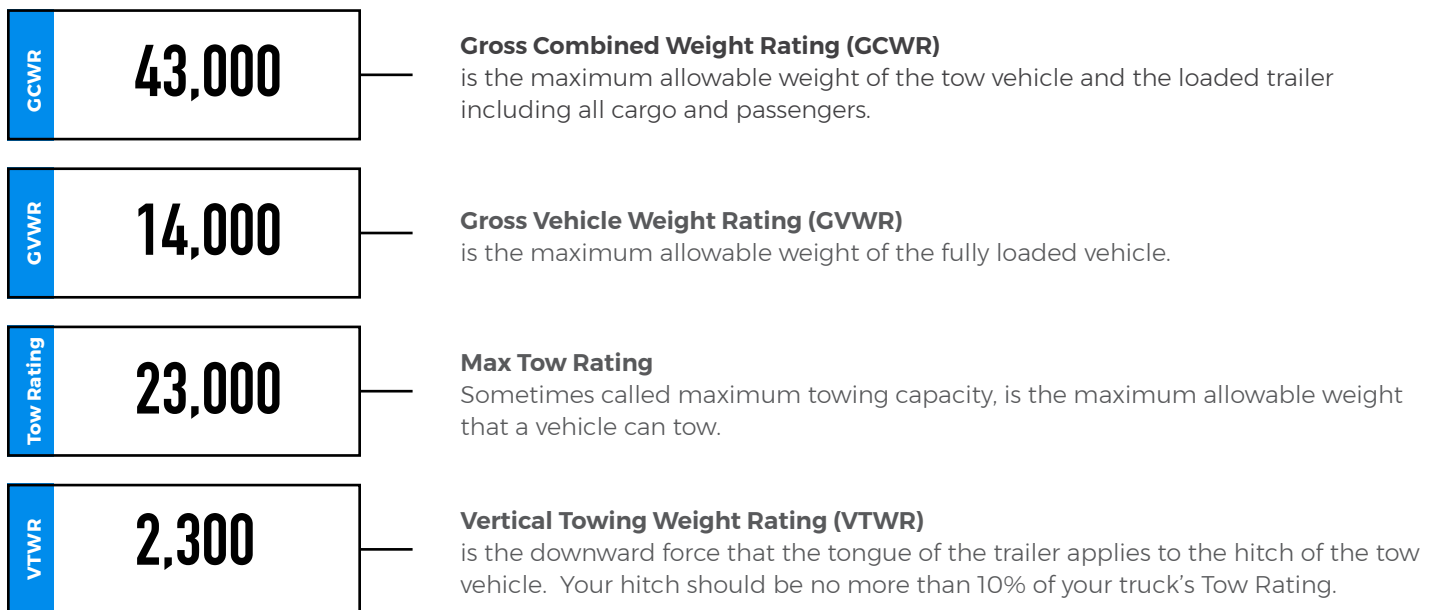 GCWR
43,000
Gross Combined Weight Rating (GCWR)
is the maximum allowable weight of the tow vehicle and the loaded trailer
including all cargo and passengers.
GVWR
14,000
Gross Vehicle Weight Rating (GVWR)
is the maximum allowable weight of the fully loaded vehicle.
Tow Rating
23,000
Max Tow Rating
Sometimes called maximum towing capacity, is the maximum allowable weight
that a vehicle can tow.
VTWR
2,300
Vertical Towing Weight Rating (VTWR)
is the downward force that the tongue of the trailer applies to the hitch of the tow
vehicle.  Your hitch should be no more than 10% of your truck's Tow Rating.